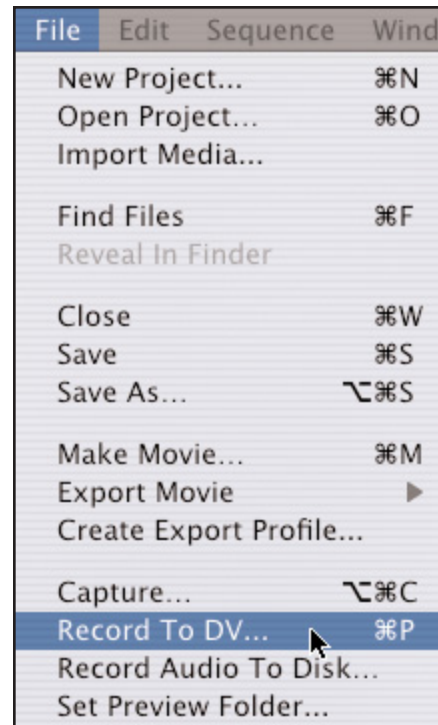 File Edit Sequence Wind
New Project... ⌘N
Open Project... ⌘O
Import Media...
Find Files ⌘F
Reveal In Finder
Close ⌘W
Save ⌘S
Save As... ⌥⌘S
Make Movie... ⌘M
Export Movie ▶
Create Export Profile...
Capture... ⌥⌘C
Record To DV... ⌘P
Record Audio To Disk...
Set Preview Folder...